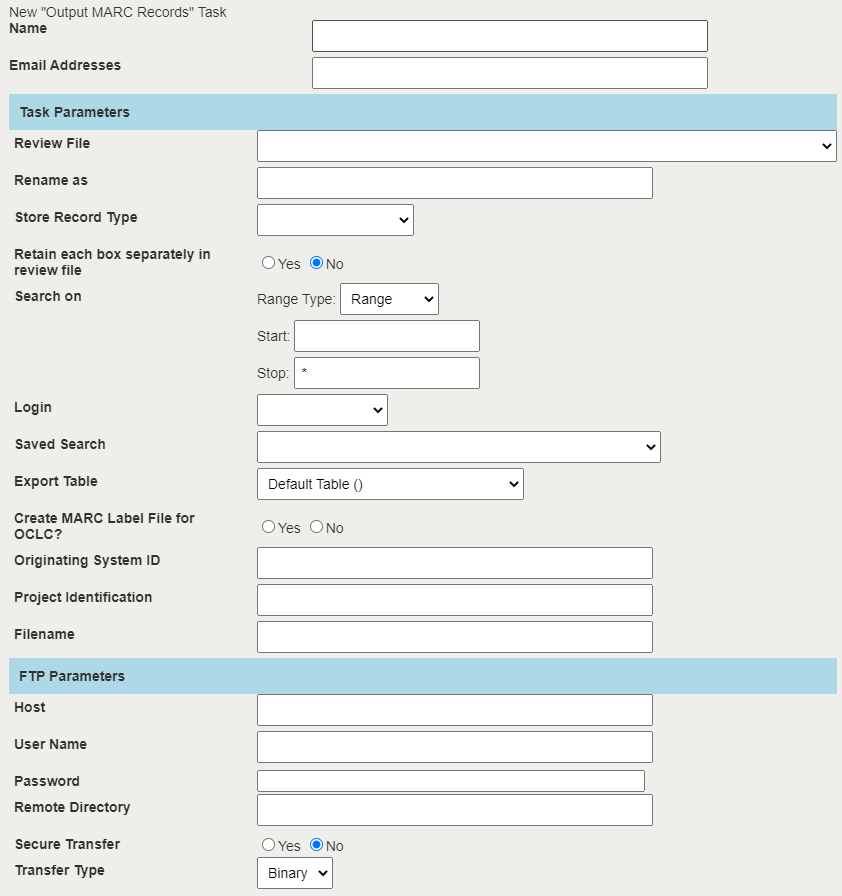 New "Output MARC Records" Task
Name
Email Addresses
Task Parameters
Review File
Rename as
Store Record Type
Retain each box separately in
review file
Yes No
Search on
Range Type: Range
Start:
Stop: *
Login
Saved Search
Export Table
Default Table ()
Create MARC Label File for
OCLC?
Yes No
Originating System ID
Project Identification
Filename
FTP Parameters
Host
User Name
Password
Remote Directory
Secure Transfer
Yes No
Transfer Type
Binary